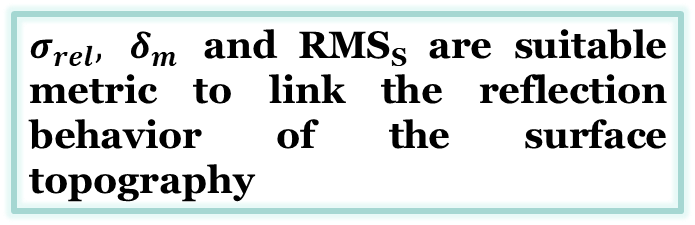 σ_rel, δ_m and RMS_S are suitable
metric to link the reflection
behavior of the surface
topography